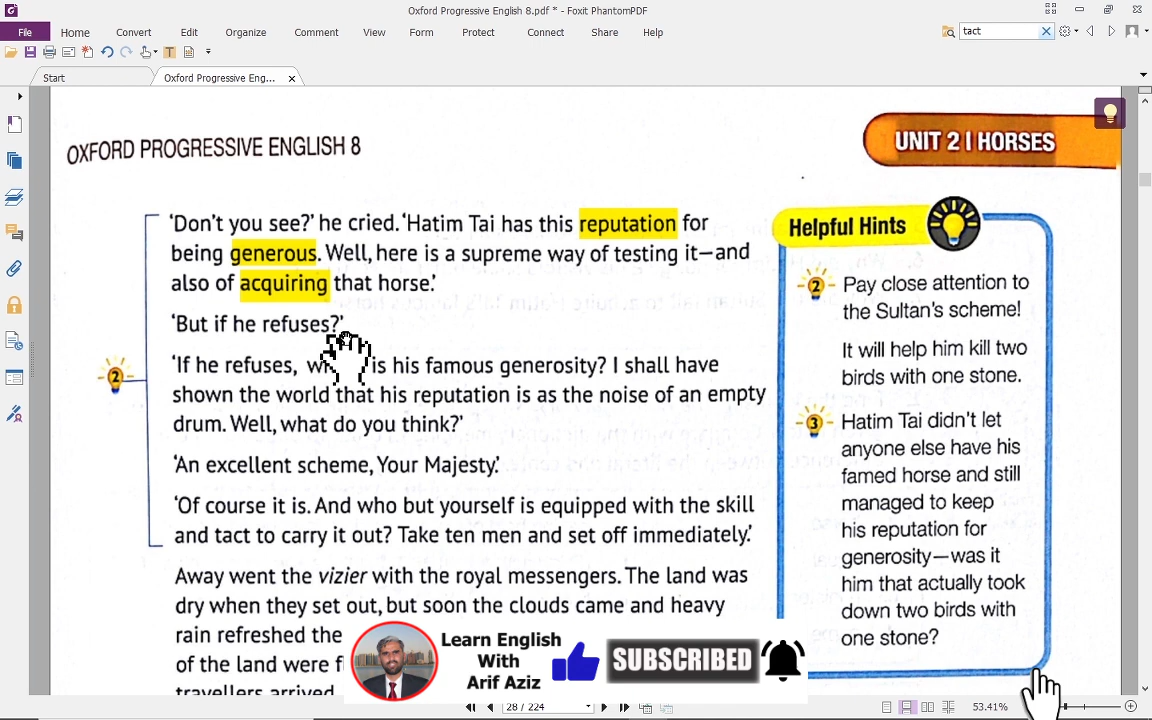 Oxford Progressive English 8.pdf * - Foxit PhantomPDF
File Home Convert Edit Organize Comment View Form Protect Connect Share Help
tact
Start
Oxford Progressive Eng...
OXFORD PROGRESSIVE ENGLISH 8
UNIT 2 I HORSES
‘Don’t you see?’ he cried. ‘Hatim Tai has this reputation for
being generous. Well, here is a supreme way of testing it—and
also of acquiring that horse.’
‘But if he refuses?’
‘If he refuses, is his famous generosity? I shall have
shown the world that his reputation is as the noise of an empty
drum. Well, what do you think?’
‘An excellent scheme, Your Majesty.’
‘Of course it is. And who but yourself is equipped with the skill
and tact to carry it out? Take ten men and set off immediately.’
Away went the vizier with the royal messengers. The land was
dry when they set out, but soon the clouds came and heavy
rain refreshed the
of the land were
travellers arrived
2
Helpful Hints
2 Pay close attention to
the Sultan’s scheme!
It will help him kill two
birds with one stone.
3 Hatim Tai didn’t let
anyone else have his
famed horse and still
managed to keep
his reputation for
generosity—was it
him that actually took
down two birds with
one stone?
Learn English
With
Arif Aziz
SUBSCRIBED
28 / 224
53.41%